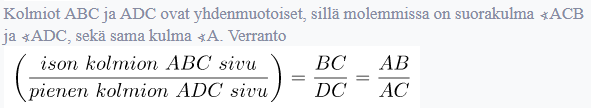 Kolmiot ABC ja ADC ovat yhdenmuotoiset, sillä molemmissa on suorakulma ∢ACB
ja ∢ADC, sekä sama kulma ∢A. Verranto
(ison kolmion ABC sivu / pienen kolmion ADC sivu) = BC/DC = AB/AC